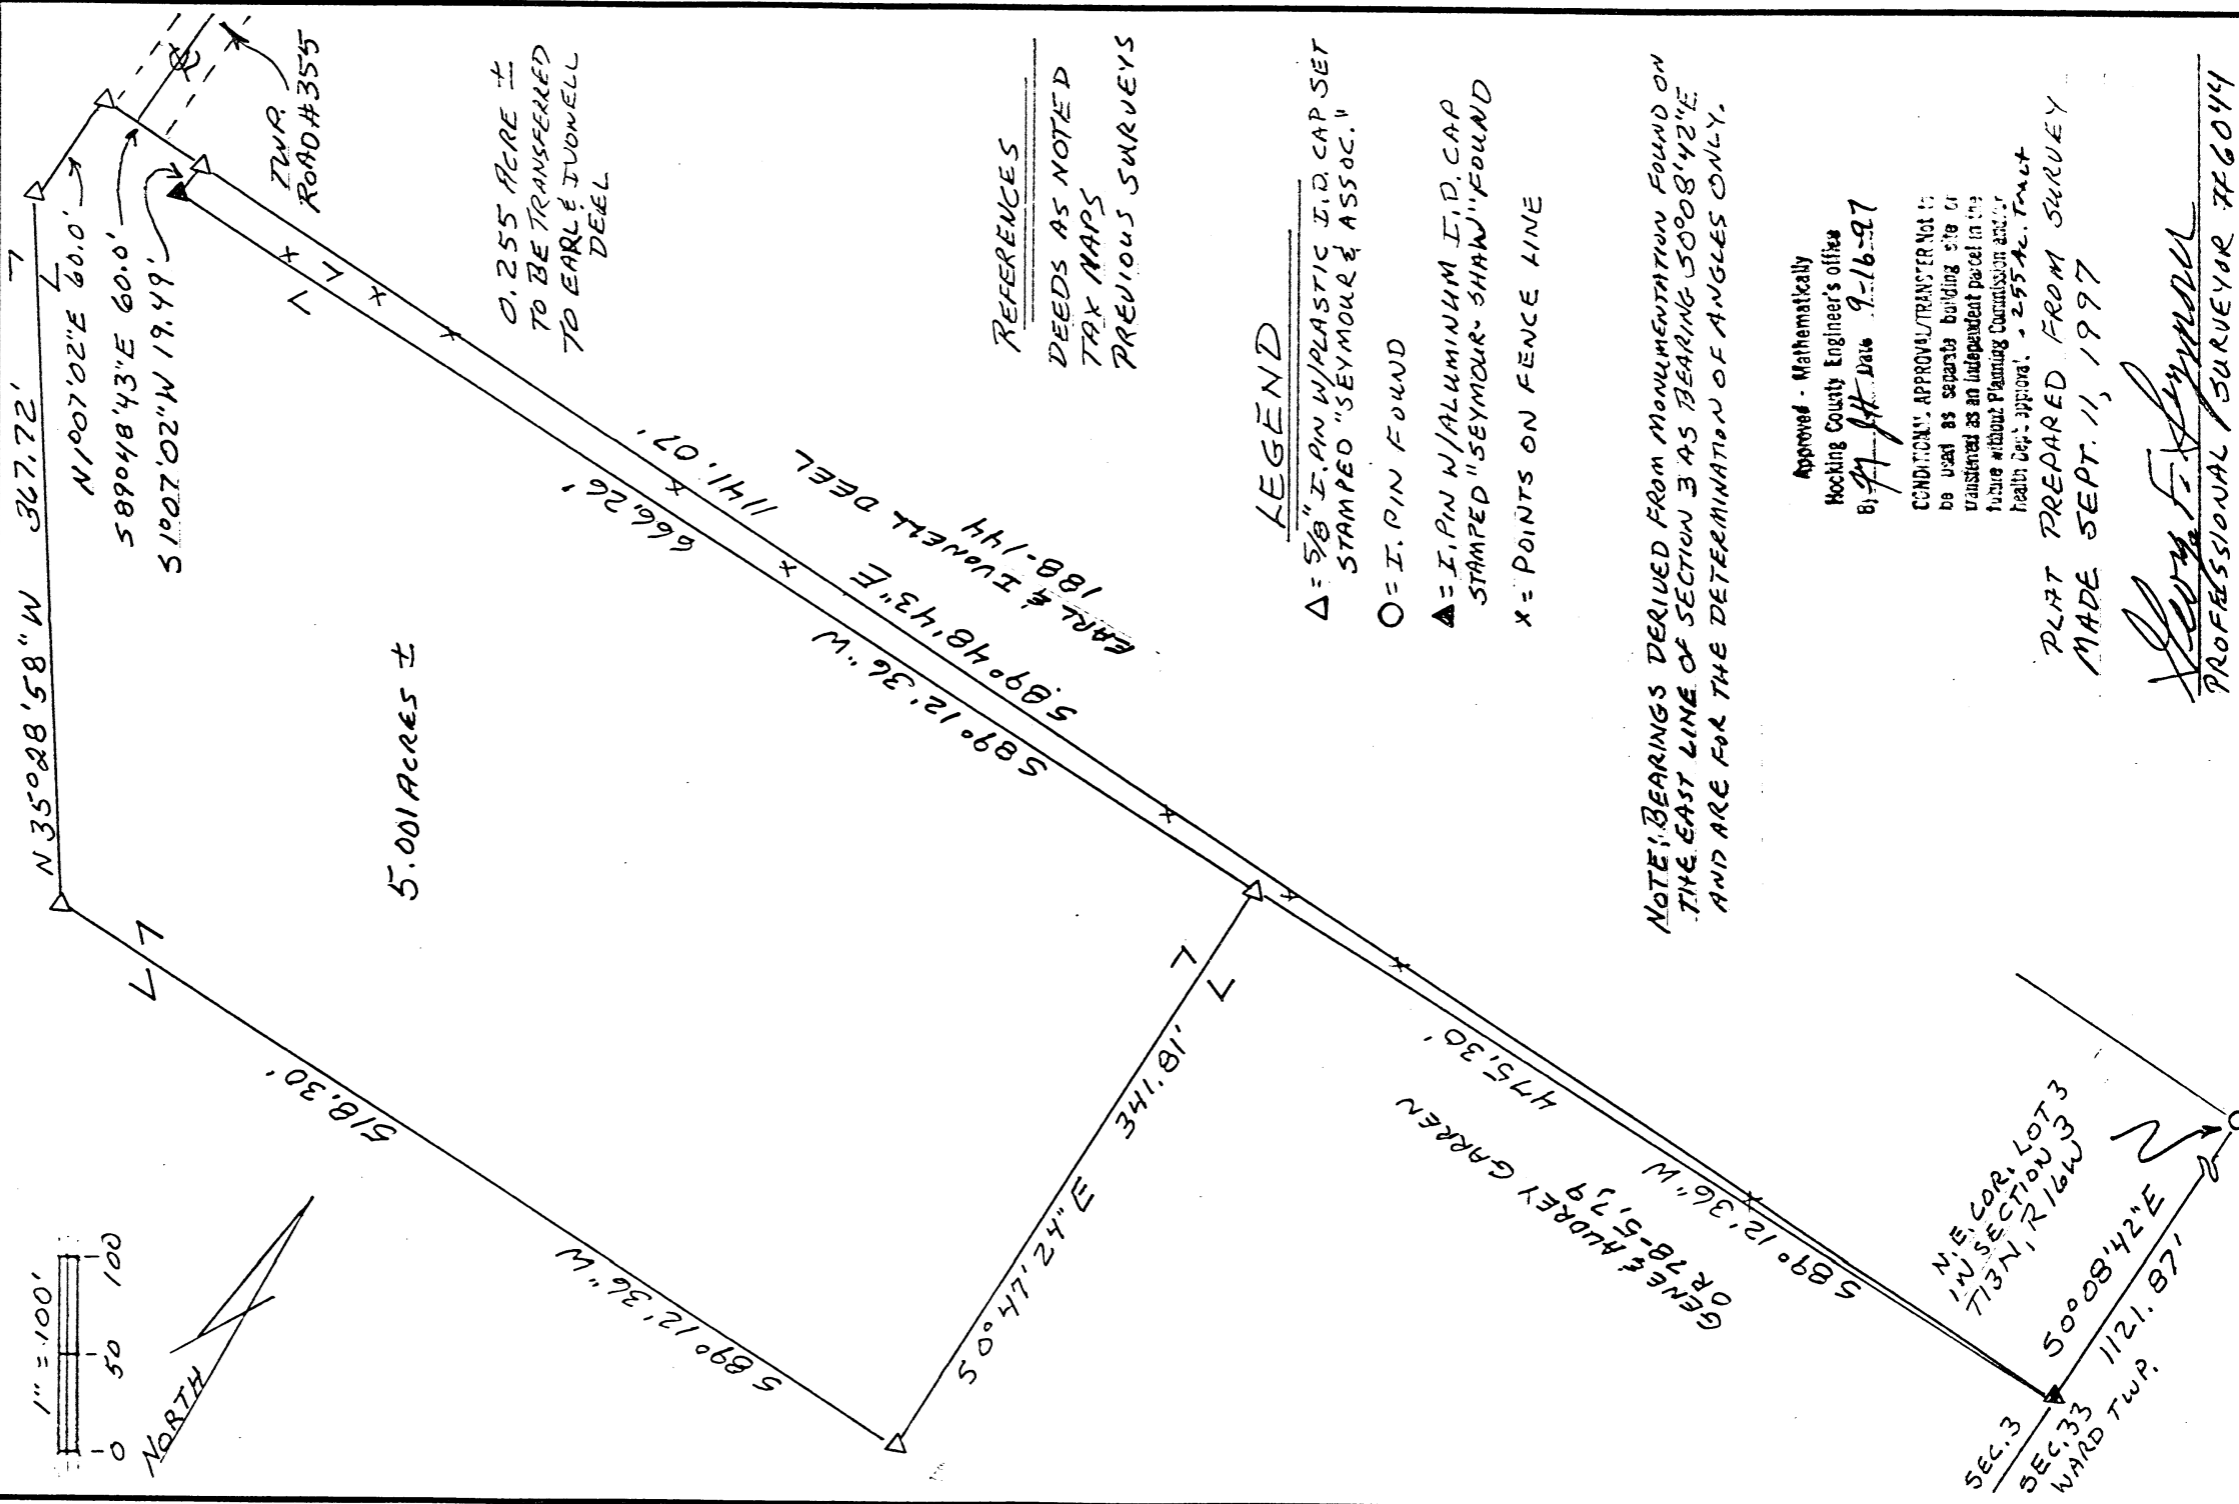 1" = 100'
0 50 100
NORTH
N 35°28'58" W 367.72'
N 1°07'02"E 60.0'
S 89°48'43"E 60.0'
S 1°07'02"W 19.49'
TWP.
ROAD #355
5.001 ACRES ±
0.255 ACRE ±
TO BE TRANSFERRED
TO EARL & IVONELL
DEEL
518.30'
S 89° 12' 36" W
666.26'
S 89° 12' 36" W
1141.07'
S 89° 48' 43" E
EARL & IVONELL DEEL
188-144
S 0° 47' 24" E 341.81'
475.30'
S 89° 12' 36" W
GENE & AUDREY GARREN
OR 78-5,79
REFERENCES
DEEDS AS NOTED
TAX MAPS
PREVIOUS SURVEYS
LEGEND
Δ = 5/8" I. PIN W/PLASTIC I.D. CAP SET
STAMPED "SEYMOUR & ASSOC."
O = I. PIN FOUND
▲ = I. PIN W/ALUMINUM I.D. CAP
STAMPED "SEYMOUR-SHAW" FOUND
X = POINTS ON FENCE LINE
NOTE: BEARINGS DERIVED FROM MONUMENTATION FOUND ON
THE EAST LINE OF SECTION 3 AS BEARING S0°08'42"E
AND ARE FOR THE DETERMINATION OF ANGLES ONLY.
N.E. COR. LOT 3
IN SECTION 3
T13N, R16W
S 0°08'42"E
1121.87'
SEC. 3
SEC. 33
WARD TWP.
Approved - Mathematically
Hocking County Engineer's office
By Date 9-16-97
CONDITIONAL APPROVAL/TRANSFER Not to
be used as separate building site or
transferred as an independent parcel in the
future without Planning Commission and/or
health Dept. approval. .255 Ac. Tract
PLAT PREPARED FROM SURVEY
MADE SEPT. 11, 1997
PROFESSIONAL SURVEYOR #6044